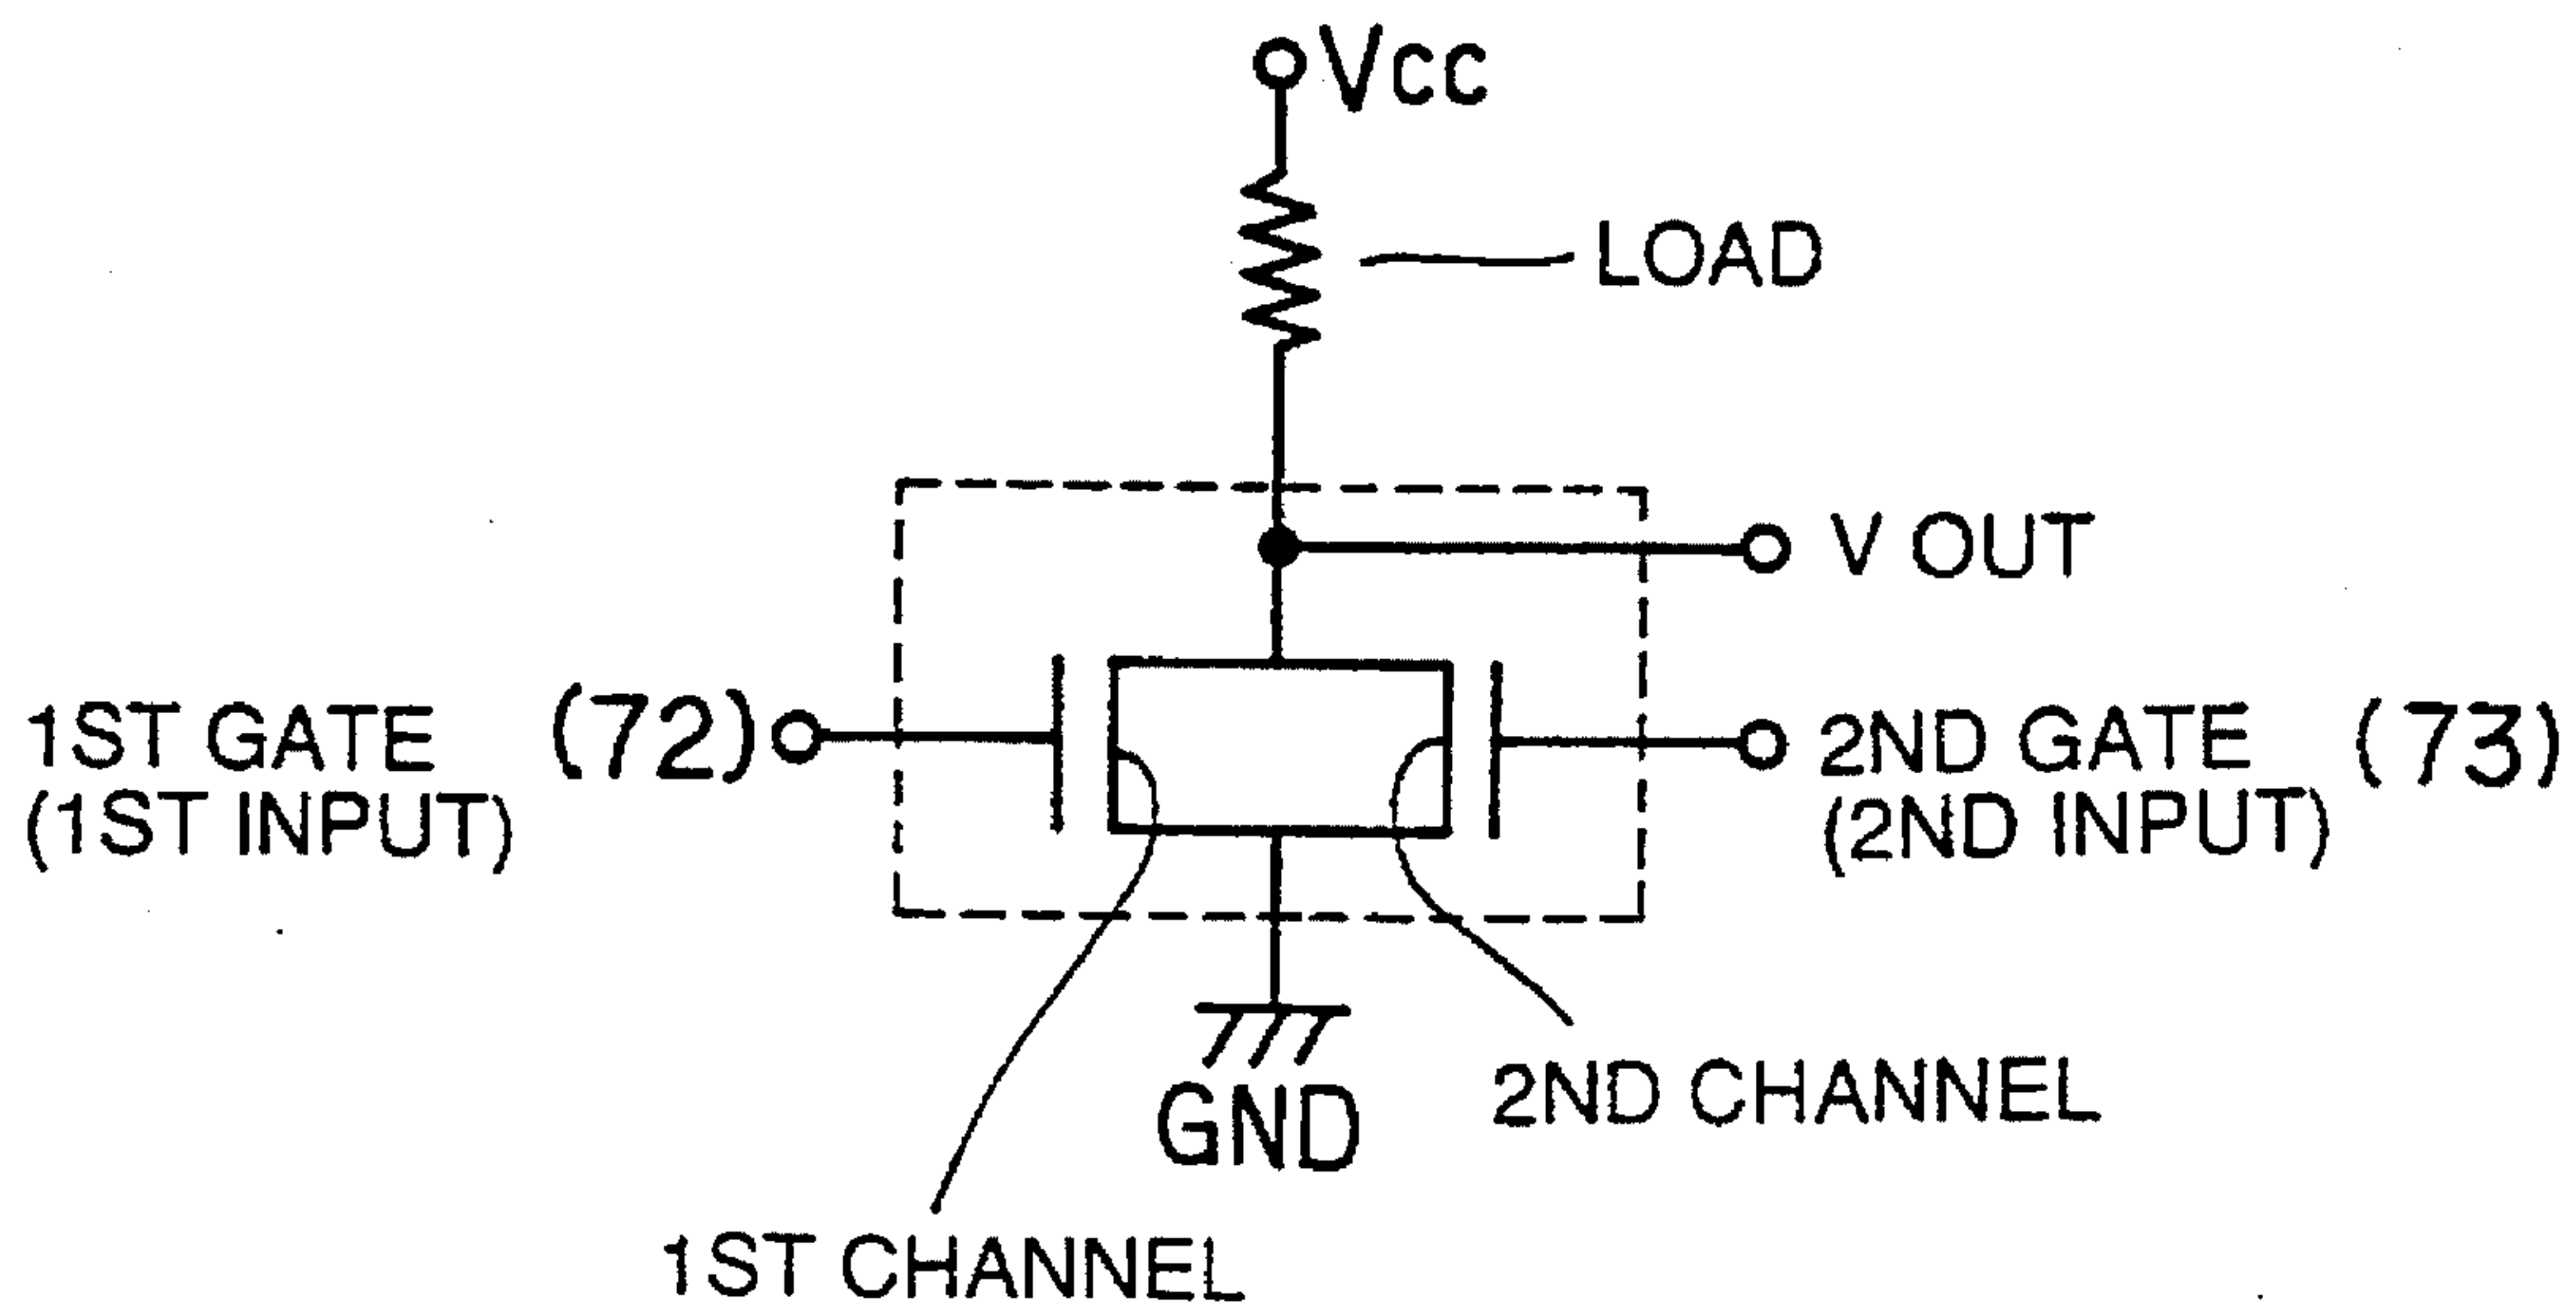 Vcc
LOAD
V OUT
1ST GATE (72)
(1ST INPUT)
2ND GATE (73)
(2ND INPUT)
GND
2ND CHANNEL
1ST CHANNEL